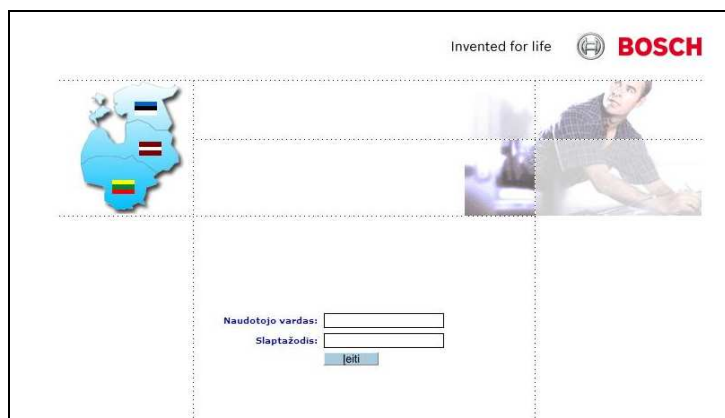 Invented for life BOSCH
Naudotojo vardas:
Slaptažodis:
Įeiti